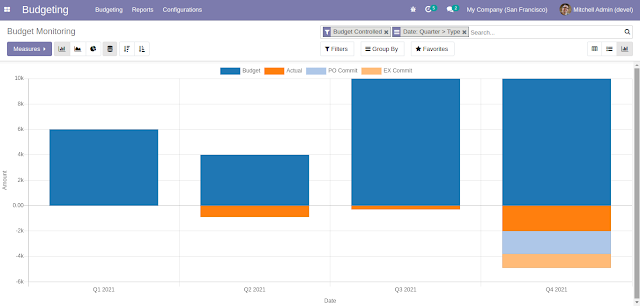 Budgeting Budgeting Reports Configurations 5 2 My Company (San Francisco) Mitchell Admin (devel)
Budget Monitoring
Budget Controlled × Date: Quarter > Type × Search...
Measures Filters Group By Favorites
Budget Actual PO Commit EX Commit
10k
8k
6k
4k
2k
0.00
-2k
-4k
-6k
Amount
Q1 2021 Q2 2021 Q3 2021 Q4 2021
Date